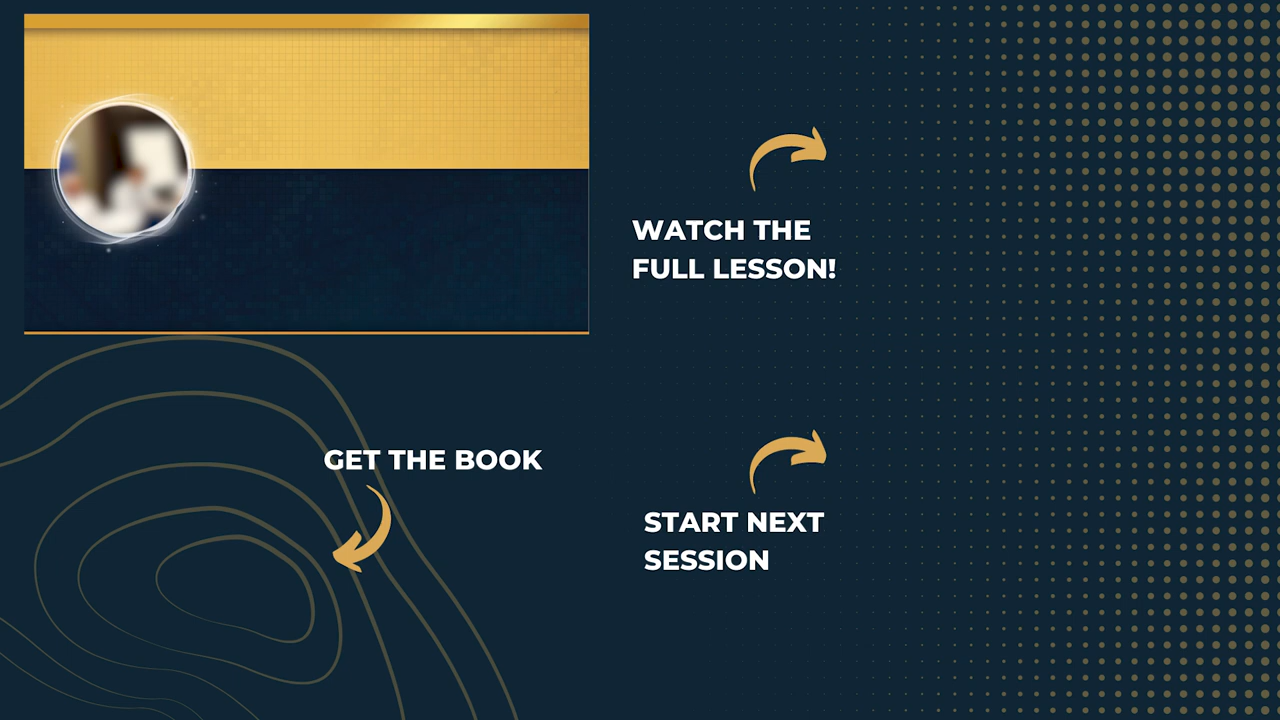 WATCH THE
FULL LESSON!
GET THE BOOK
START NEXT
SESSION